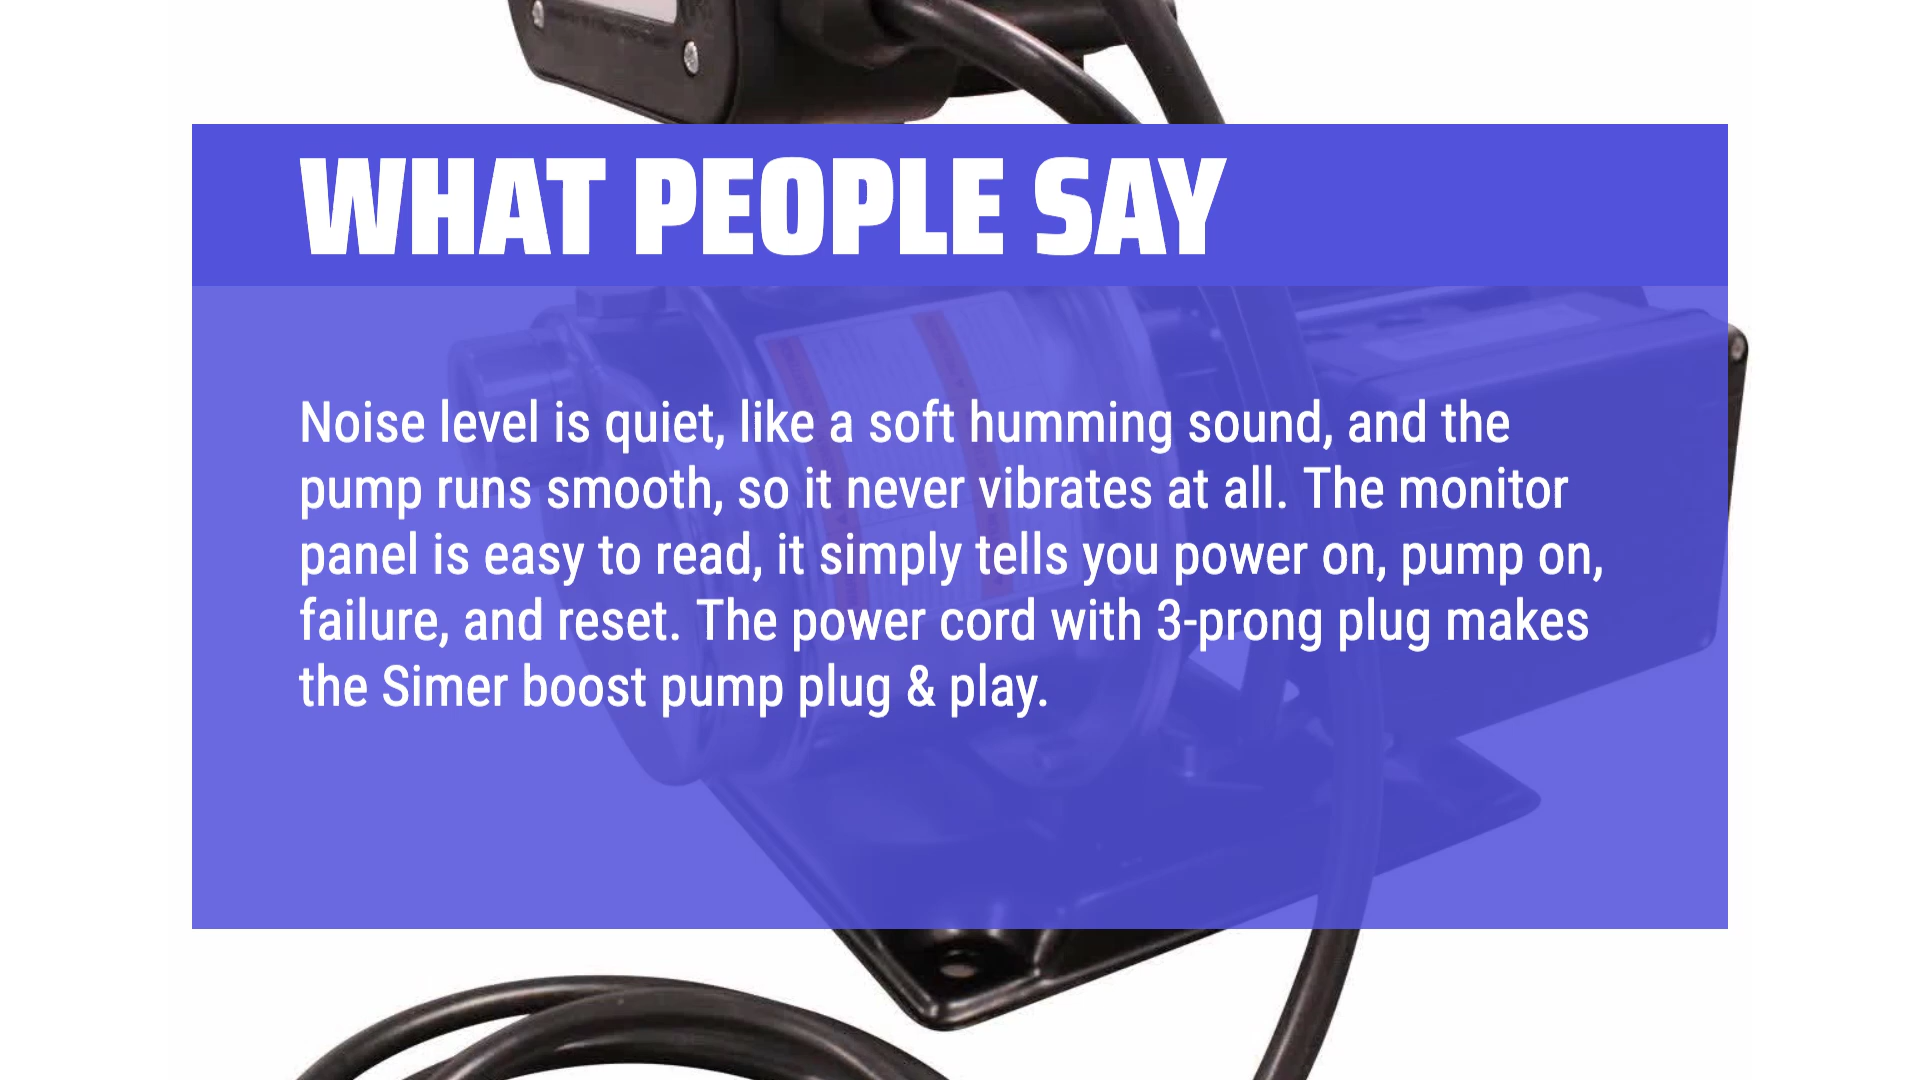 WHAT PEOPLE SAY
Noise level is quiet, like a soft humming sound, and the
pump runs smooth, so it never vibrates at all. The monitor
panel is easy to read, it simply tells you power on, pump on,
failure, and reset. The power cord with 3-prong plug makes
the Simer boost pump plug & play.